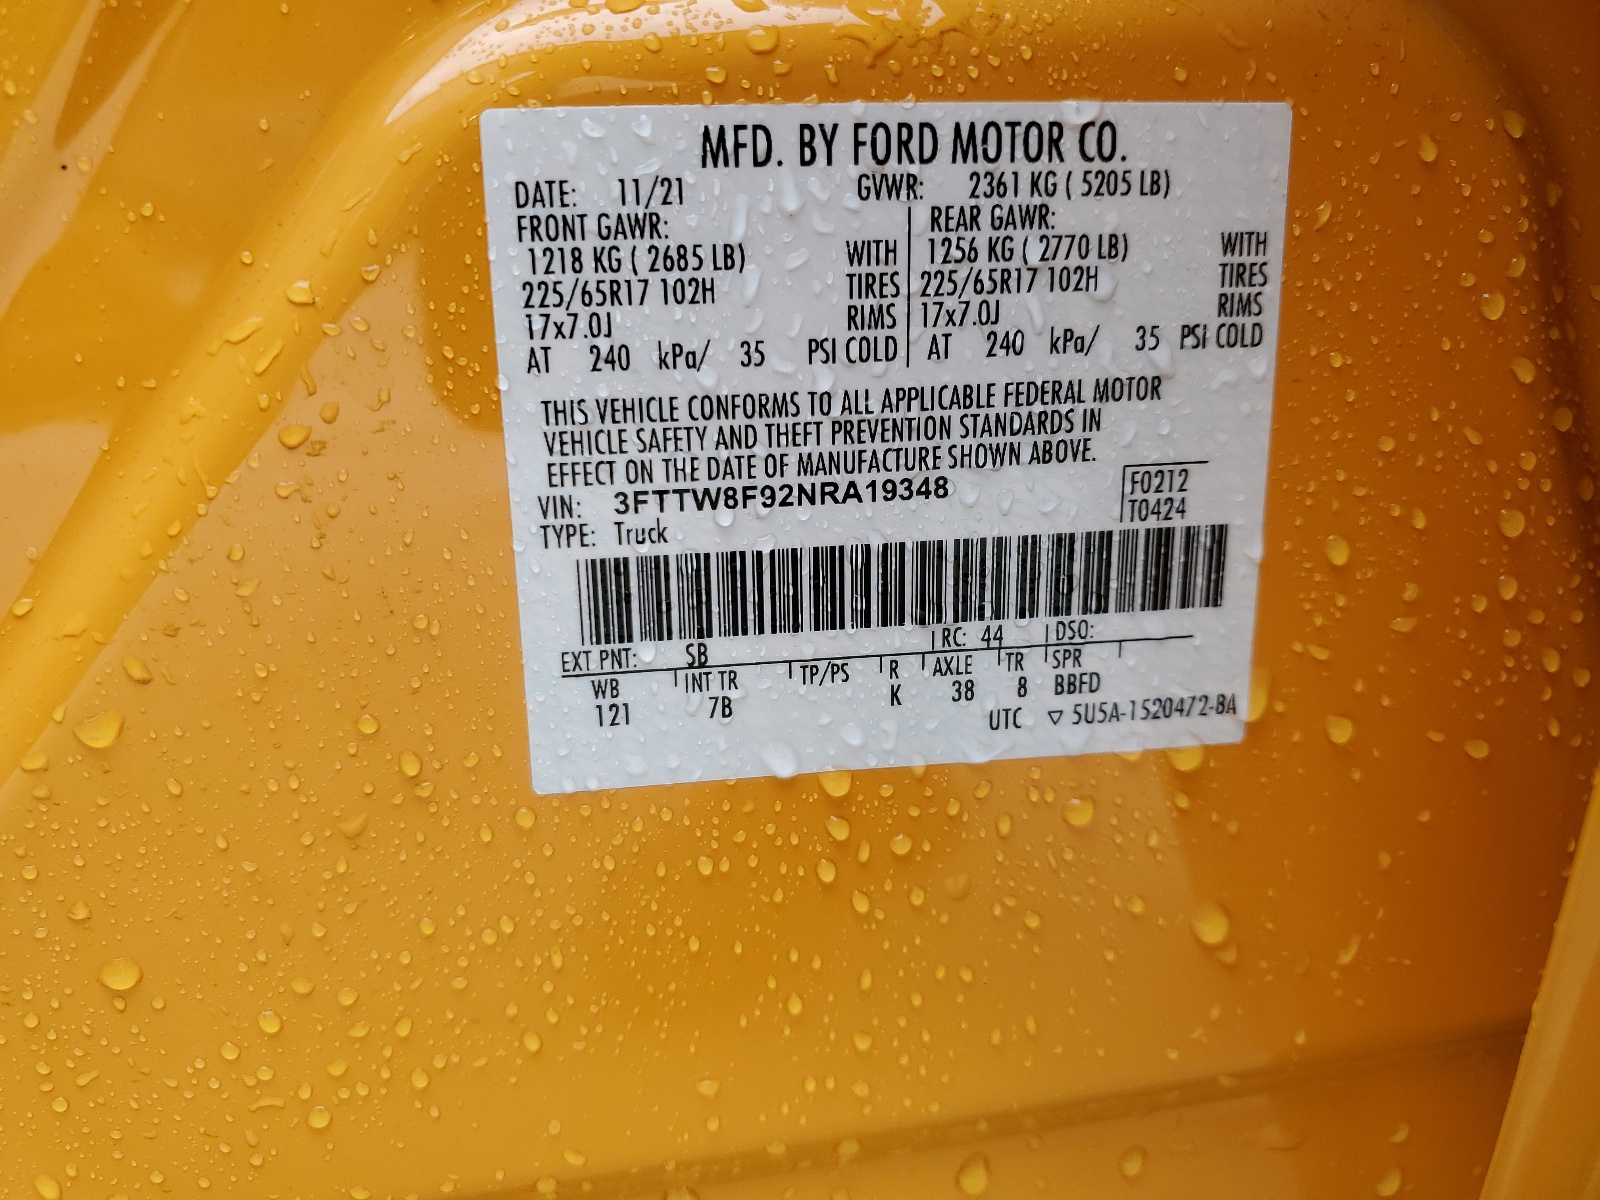 MFD. BY FORD MOTOR CO.
DATE: 11/21 GVWR: 2361 KG ( 5205 LB)
FRONT GAWR: REAR GAWR:
1218 KG ( 2685 LB) WITH 1256 KG ( 2770 LB) WITH
225/65R17 102H TIRES 225/65R17 102H TIRES
17x7.0J RIMS 17x7.0J RIMS
AT 240 kPa/ 35 PSI COLD AT 240 kPa/ 35 PSI COLD
THIS VEHICLE CONFORMS TO ALL APPLICABLE FEDERAL MOTOR
VEHICLE SAFETY AND THEFT PREVENTION STANDARDS IN
EFFECT ON THE DATE OF MANUFACTURE SHOWN ABOVE.
VIN: 3FTTW8F92NRA19348 F0212
TYPE: Truck T0424
EXT PNT: SB RC: 44 DSO:
WB INT TR TP/PS R AXLE TR SPR
121 7B K 38 8 BBFD
UTC ▽ 5U5A-1520472-BA